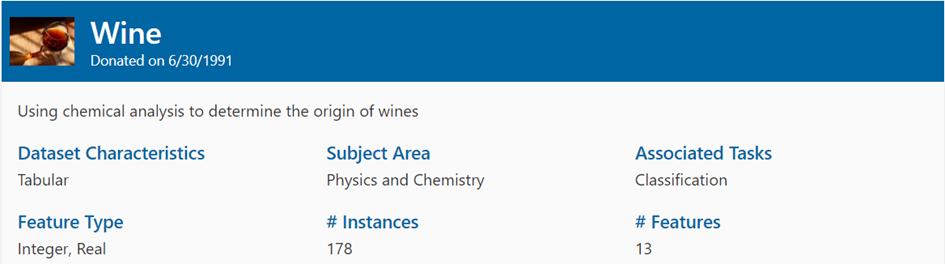 Wine
Donated on 6/30/1991
Using chemical analysis to determine the origin of wines
Dataset Characteristics
Tabular
Subject Area
Physics and Chemistry
Associated Tasks
Classification
Feature Type
Integer, Real
# Instances
178
# Features
13